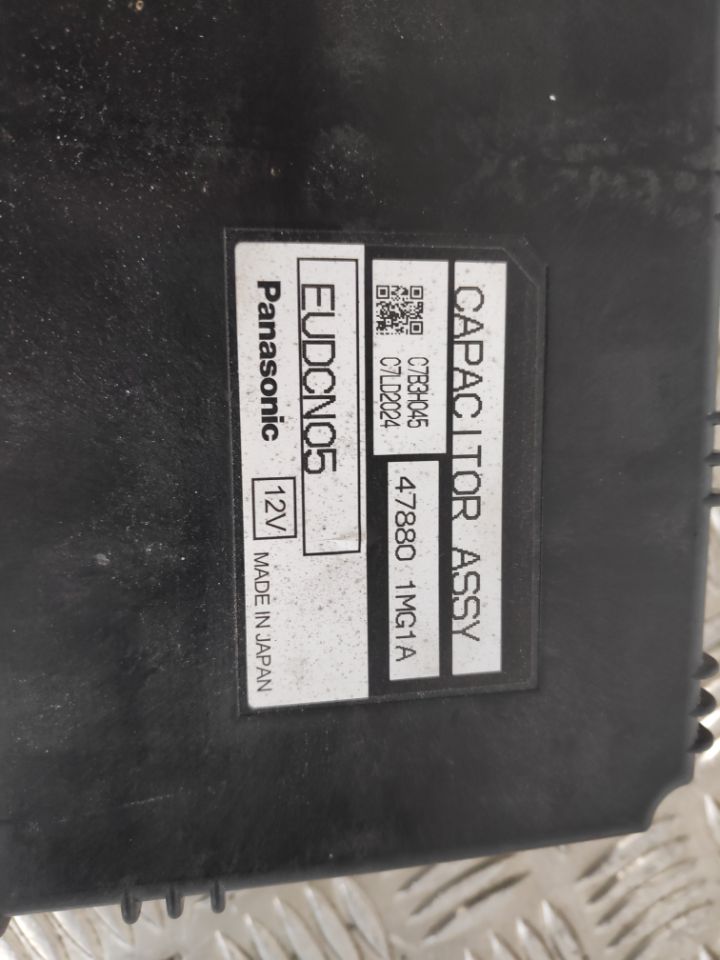 CAPACITOR ASSY
C7B3H045
C7LD2024
47880 1MG1A
EUDCN05
Panasonic
12V
MADE IN JAPAN